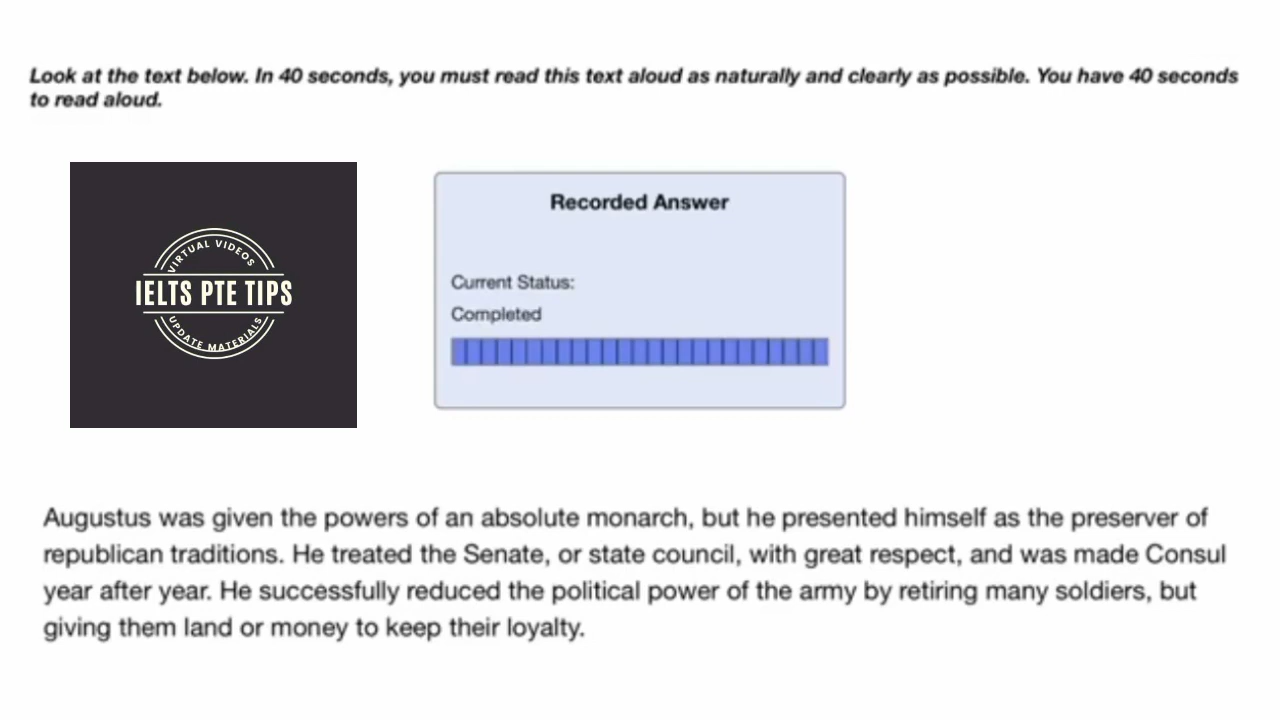 Look at the text below. In 40 seconds, you must read this text aloud as naturally and clearly as possible. You have 40 seconds
to read aloud.
VIRTUAL VIDEOS
IELTS PTE TIPS
UPDATE MATERIALS
Recorded Answer
Current Status:
Completed
Augustus was given the powers of an absolute monarch, but he presented himself as the preserver of
republican traditions. He treated the Senate, or state council, with great respect, and was made Consul
year after year. He successfully reduced the political power of the army by retiring many soldiers, but
giving them land or money to keep their loyalty.